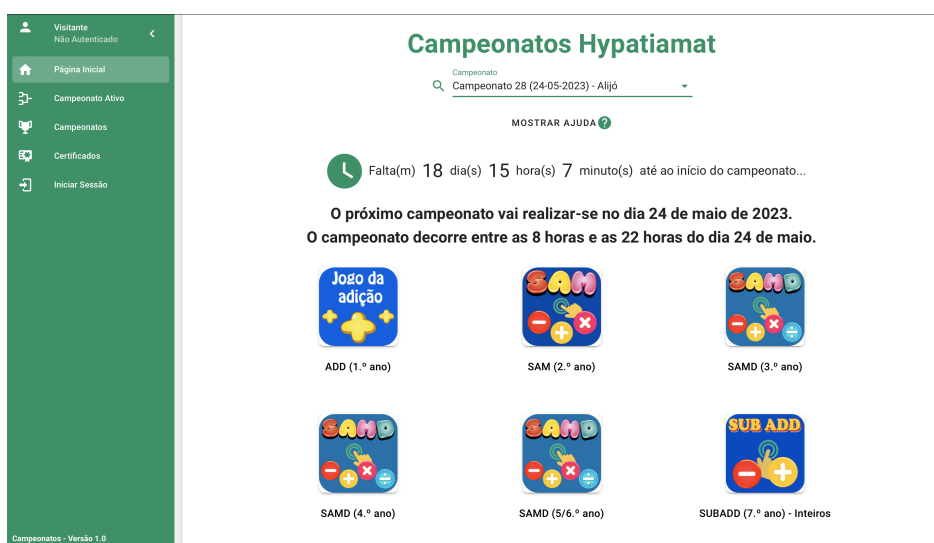 Visitante
Não Autenticado
Página Inicial
Campeonato Ativo
Campeonatos
Certificados
Iniciar Sessão
Campeonatos - Versão 1.0
Campeonatos Hypatiamat
Campeonato
Campeonato 28 (24-05-2023) - Alijó
MOSTRAR AJUDA ?
Falta(m) 18 dia(s) 15 hora(s) 7 minuto(s) até ao início do campeonato...
O próximo campeonato vai realizar-se no dia 24 de maio de 2023.
O campeonato decorre entre as 8 horas e as 22 horas do dia 24 de maio.
Jogo da
adição
ADD (1.º ano)
SAM
SAM (2.º ano)
SAMD
SAMD (3.º ano)
SAMD
SAMD (4.º ano)
SAMD
SAMD (5/6.º ano)
SUB ADD
SUBADD (7.º ano) - Inteiros